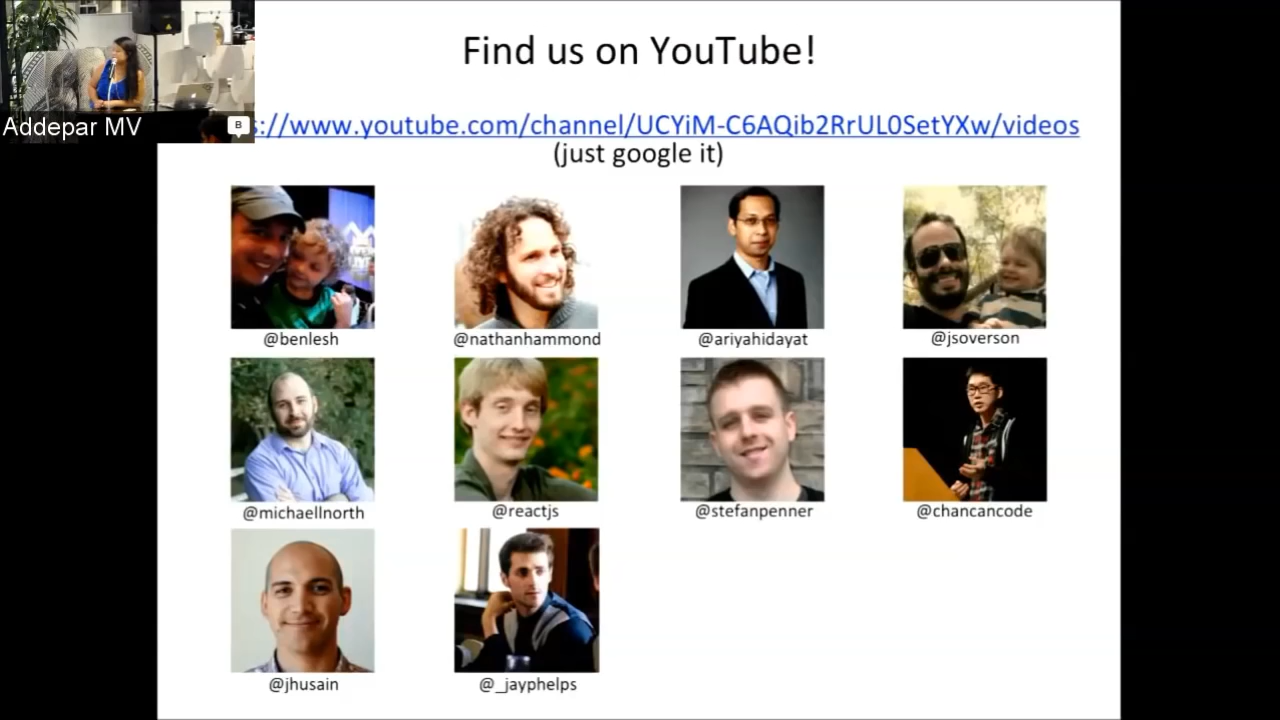 Find us on YouTube!
Addepar MV
B
s://www.youtube.com/channel/UCYiM-C6AQib2RrUL0SetYXw/videos
(just google it)
@benlesh @nathanhammond @ariyahidayat @jsoverson
@michaellnorth @reactjs @stefanpenner @chancancode
@jhusain @_jayphelps